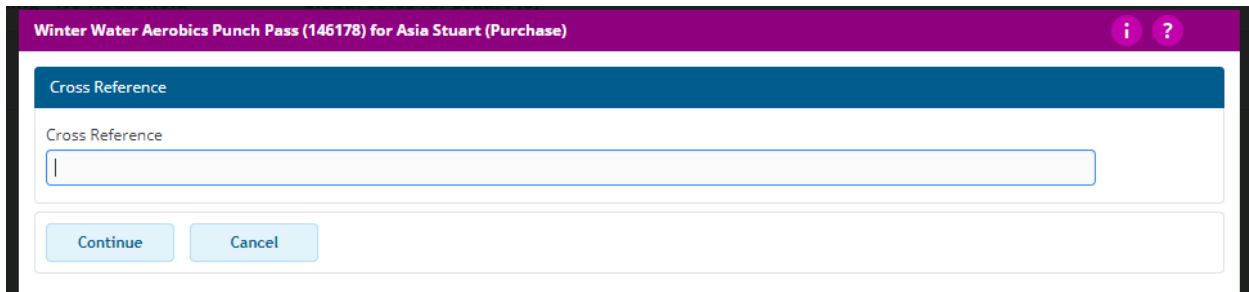 Winter Water Aerobics Punch Pass (146178) for Asia Stuart (Purchase)
i ?
Cross Reference
Cross Reference
Continue Cancel